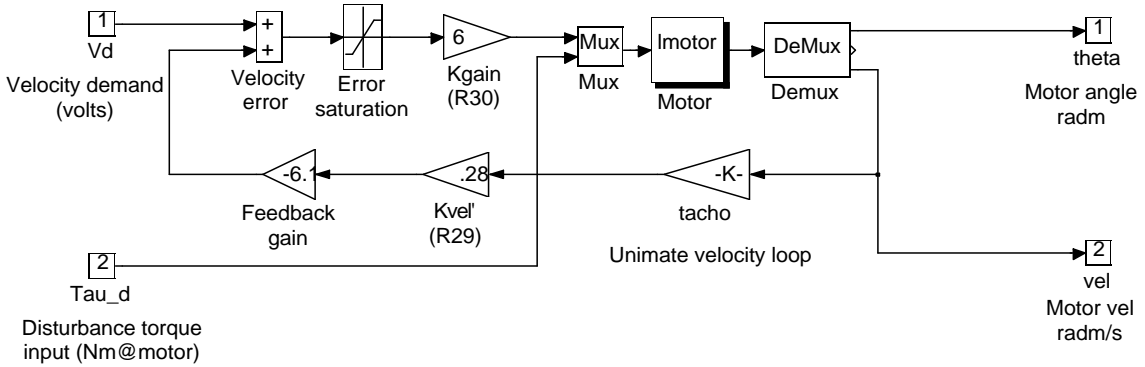 1
Vd
Velocity demand
(volts)
+
+
Velocity
error
Error
saturation
6
Kgain
(R30)
Mux
Mux
Imotor
Motor
DeMux
Demux
1
theta
Motor angle
radm
-6.1
Feedback
gain
.28
Kvel'
(R29)
-K-
tacho
Unimate velocity loop
2
Tau_d
Disturbance torque
input (Nm@motor)
2
vel
Motor vel
radm/s